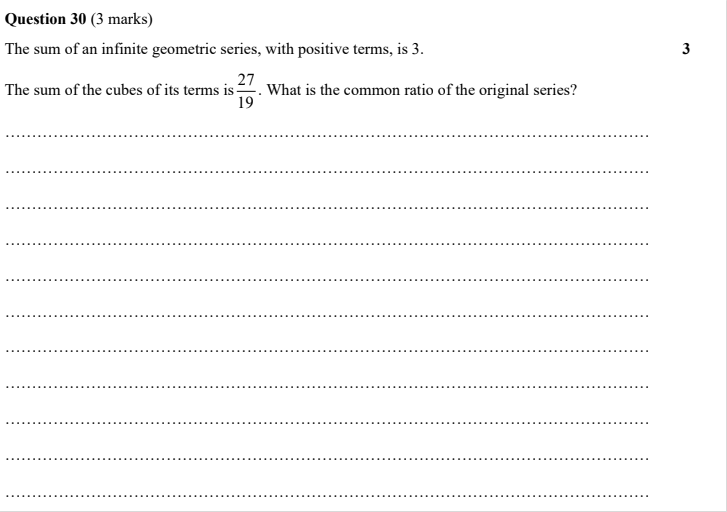 Question 30 (3 marks)
The sum of an infinite geometric series, with positive terms, is 3. 3
The sum of the cubes of its terms is 27/19. What is the common ratio of the original series?